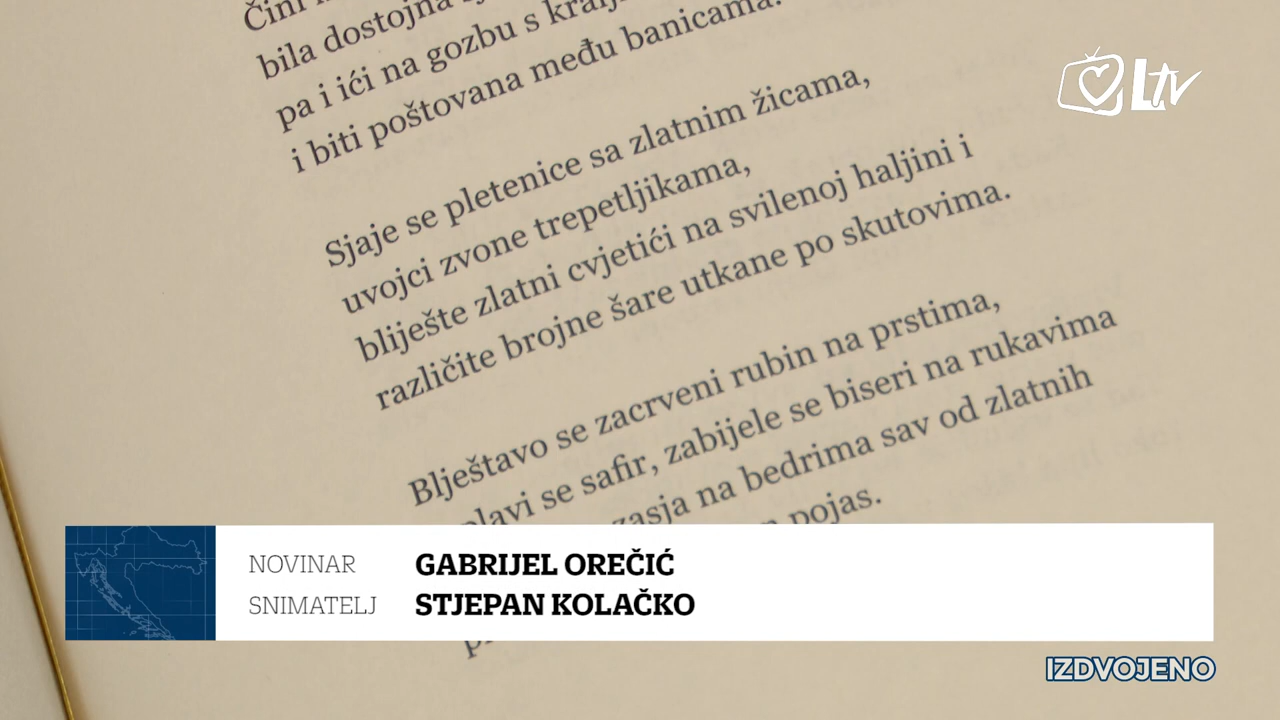 bila dostojna
pa i ići na gozbu s
i biti poštovana među banicama.
Sjaje se pletenice sa zlatnim žicama,
uvojci zvone trepetljikama,
bliješte zlatni cvjetići na svilenoj haljini i
različite brojne šare utkane po skutovima.
Blještavo se zacrveni rubin na prstima,
plavi se safir, zabijele se biseri na rukavima
zasja na bedrima sav od zlatnih
pojas.
LTV
NOVINAR GABRIJEL OREČIĆ
SNIMATELJ STJEPAN KOLAČKO
IZDVOJENO